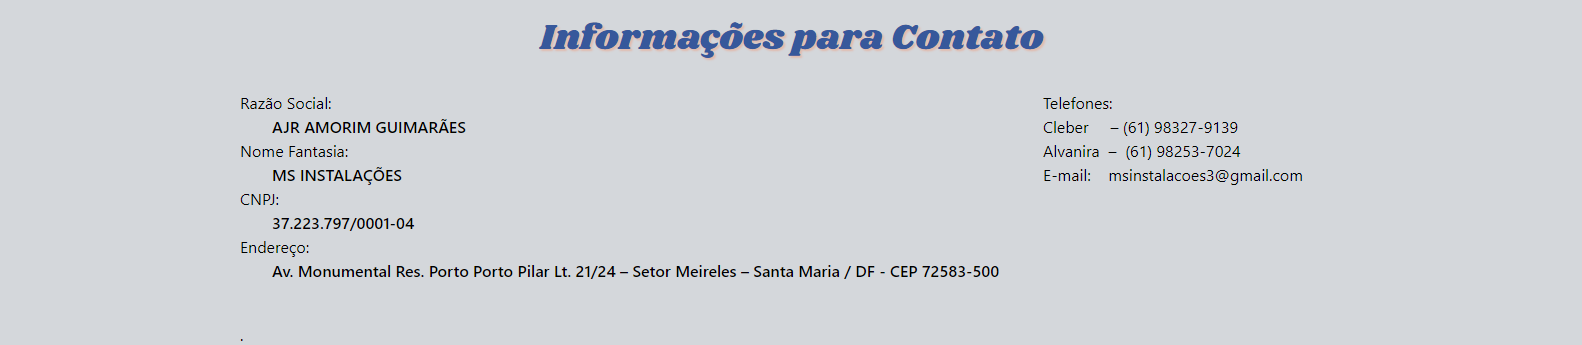 Informações para Contato
Razão Social:
AJR AMORIM GUIMARÃES
Nome Fantasia:
MS INSTALAÇÕES
CNPJ:
37.223.797/0001-04
Endereço:
Av. Monumental Res. Porto Porto Pilar Lt. 21/24 – Setor Meireles – Santa Maria / DF - CEP 72583-500
.
Telefones:
Cleber – (61) 98327-9139
Alvanira – (61) 98253-7024
E-mail: msinstalacoes3@gmail.com